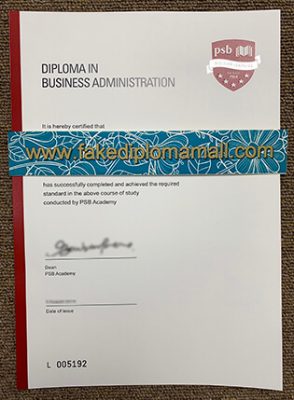 psb
DIPLOMA IN
BUSINESS ADMINISTRATION
It is hereby certified that
www.fakediplomamall.com
has successfully completed and achieved the required
standard in the above course of study
conducted by PSB Academy
Dean
PSB Academy
Date of issue
L 005192